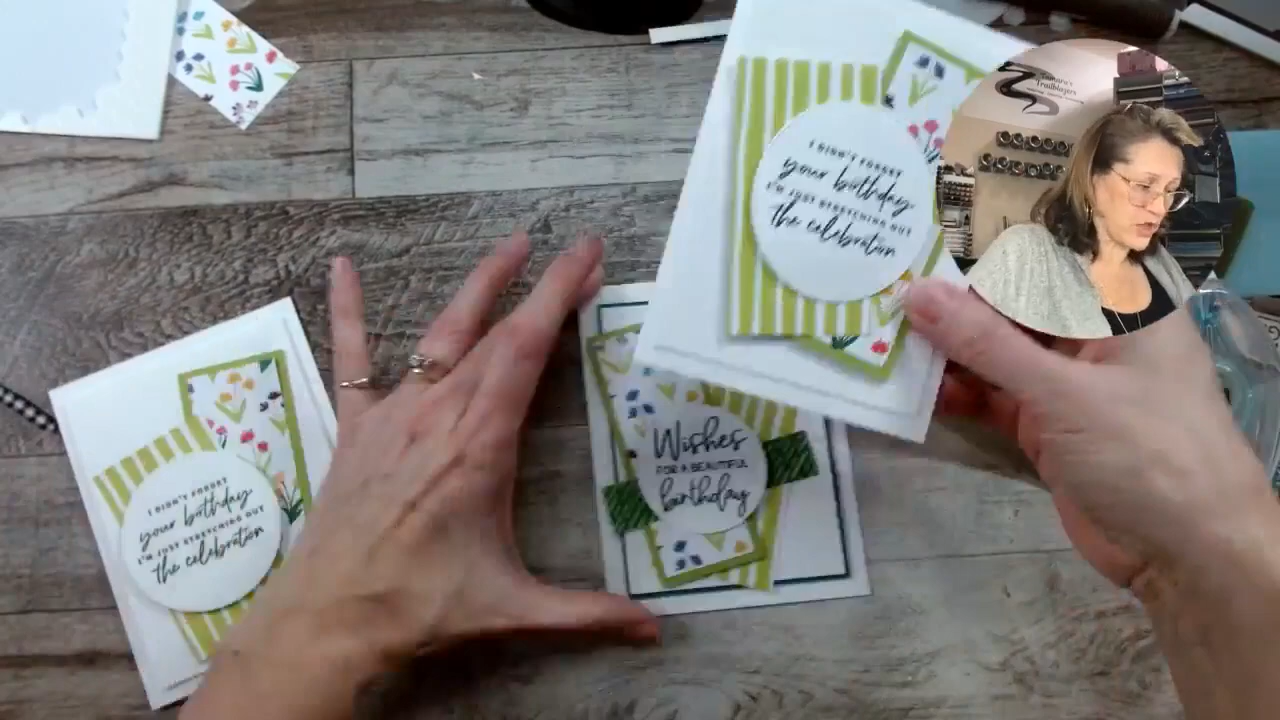 I DIDN'T FORGET
your birthday,
I'M JUST STRETCHING OUT
the celebration
Trailblazers
Wishes
FOR A BEAUTIFUL
birthday
I DIDN'T FORGET
your birthday
I'M JUST STRETCHING OUT
the celebration